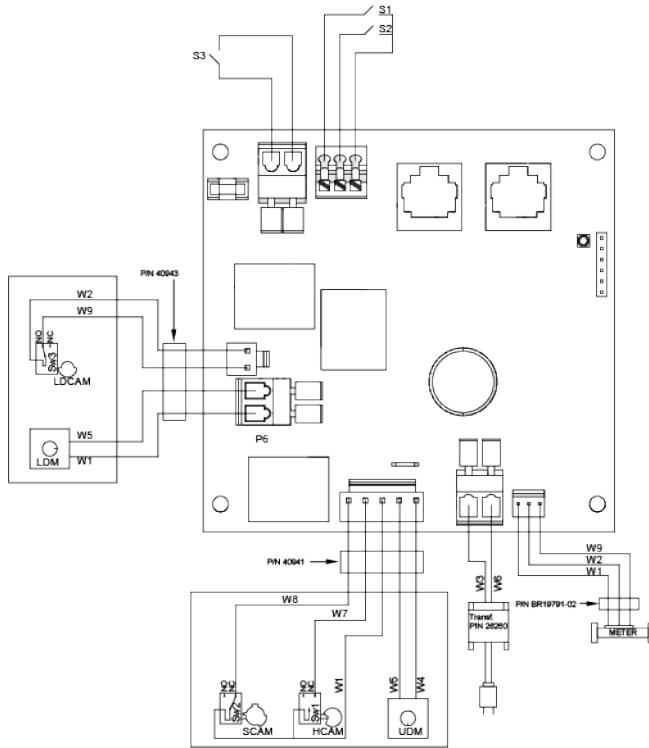 S1
S2
S3
P/N 40943
W2
W9
NO
NC
Sw3
LDCAM
W5
W1
LDM
P6
P/N 40941
W8
W7
W1
W5
W4
NO
NC
Sw2
SCAM
NO
NC
Sw1
HCAM
UDM
W3
W6
Transf.
P\N 26260
W9
W2
W1
P/N BR19791-02
METER